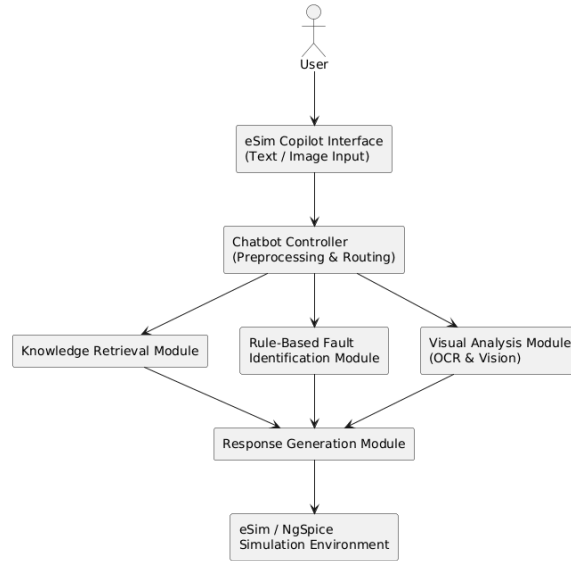 User
eSim Copilot Interface
(Text / Image Input)
Chatbot Controller
(Preprocessing & Routing)
Knowledge Retrieval Module
Rule-Based Fault
Identification Module
Visual Analysis Module
(OCR & Vision)
Response Generation Module
eSim / NgSpice
Simulation Environment